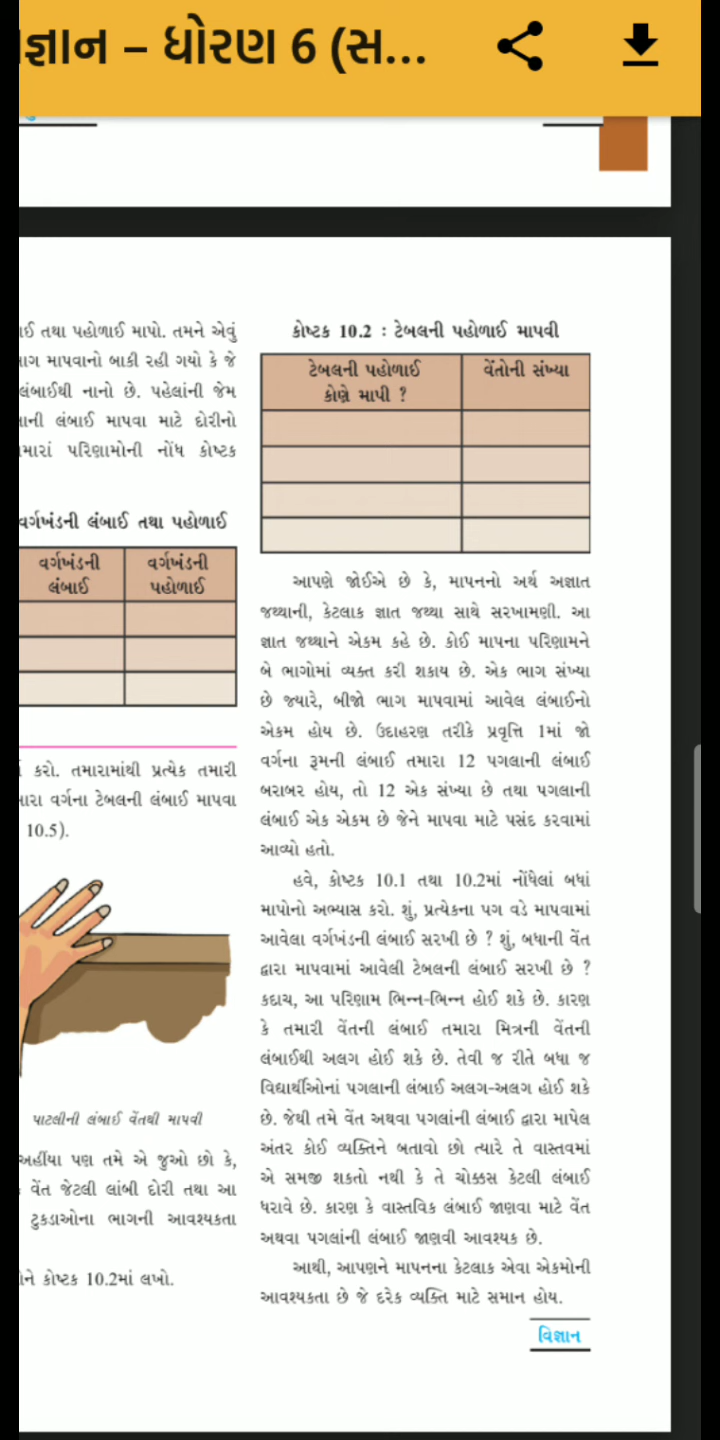 – ધોરણ 6 (સ...
તથા પહોળાઈ માપો. તમને એવું
માપવાનો બાકી રહી ગયો કે જે
લંબાઈથી નાનો છે. પહેલાંની જેમ
લંબાઈ માપવા માટે દોરીનો
પરિણામોની નોંધ કોષ્ટક
વર્ગખંડની લંબાઈ તથા પહોળાઈ
વર્ગખંડની લંબાઈ
વર્ગખંડની પહોળાઈ
કરો. તમારામાંથી પ્રત્યેક તમારી
વર્ગના ટેબલની લંબાઈ માપવા
10.5).
પાટલીની લંબાઈ વેંતથી માપવી
અહીંયા પણ તમે એ જુઓ છો કે,
વેંત જેટલી લાંબી દોરી તથા આ
ટુકડાઓના ભાગની આવશ્યકતા
કોષ્ટક 10.2માં લખો.
કોષ્ટક 10.2 : ટેબલની પહોળાઈ માપવી
ટેબલની પહોળાઈ
કોણે માપી ?
વેંતોની સંખ્યા
આપણે જોઈએ છે કે, માપનનો અર્થ અજ્ઞાત
જથ્થાની, કેટલાક જ્ઞાત જથ્થા સાથે સરખામણી. આ
જ્ઞાત જથ્થાને એકમ કહે છે. કોઈ માપના પરિણામને
બે ભાગોમાં વ્યક્ત કરી શકાય છે. એક ભાગ સંખ્યા
છે જ્યારે, બીજો ભાગ માપવામાં આવેલ લંબાઈનો
એકમ હોય છે. ઉદાહરણ તરીકે પ્રવૃત્તિ 1માં જો
વર્ગના રૂમની લંબાઈ તમારા 12 પગલાની લંબાઈ
બરાબર હોય, તો 12 એક સંખ્યા છે તથા પગલાની
લંબાઈ એક એકમ છે જેને માપવા માટે પસંદ કરવામાં
આવ્યો હતો.
હવે, કોષ્ટક 10.1 તથા 10.2માં નોંધેલાં બધાં
માપોનો અભ્યાસ કરો. શું, પ્રત્યેકના પગ વડે માપવામાં
આવેલા વર્ગખંડની લંબાઈ સરખી છે ? શું, બધાની વેંત
દ્વારા માપવામાં આવેલી ટેબલની લંબાઈ સરખી છે ?
કદાચ, આ પરિણામ ભિન્ન-ભિન્ન હોઈ શકે છે. કારણ
કે તમારી વેંતની લંબાઈ તમારા મિત્રની વેંતની
લંબાઈથી અલગ હોઈ શકે છે. તેવી જ રીતે બધા જ
વિદ્યાર્થીઓનાં પગલાની લંબાઈ અલગ-અલગ હોઈ શકે
છે. જેથી તમે વેંત અથવા પગલાંની લંબાઈ દ્વારા માપેલ
અંતર કોઈ વ્યક્તિને બતાવો છો ત્યારે તે વાસ્તવમાં
એ સમજી શકતો નથી કે તે ચોક્કસ કેટલી લંબાઈ
ધરાવે છે. કારણ કે વાસ્તવિક લંબાઈ જાણવા માટે વેંત
અથવા પગલાંની લંબાઈ જાણવી આવશ્યક છે.
આથી, આપણને માપનના કેટલાક એવા એકમોની
આવશ્યકતા છે જે દરેક વ્યક્તિ માટે સમાન હોય.
વિજ્ઞાન